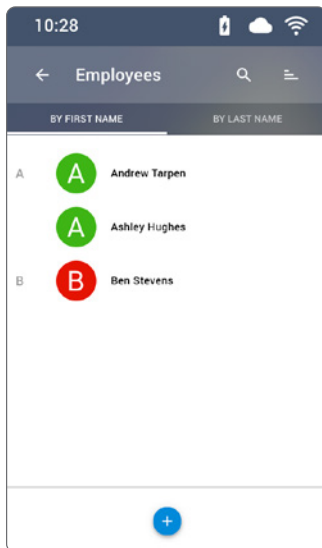 10:28
Employees
BY FIRST NAME BY LAST NAME
A A Andrew Tarpen
A Ashley Hughes
B B Ben Stevens